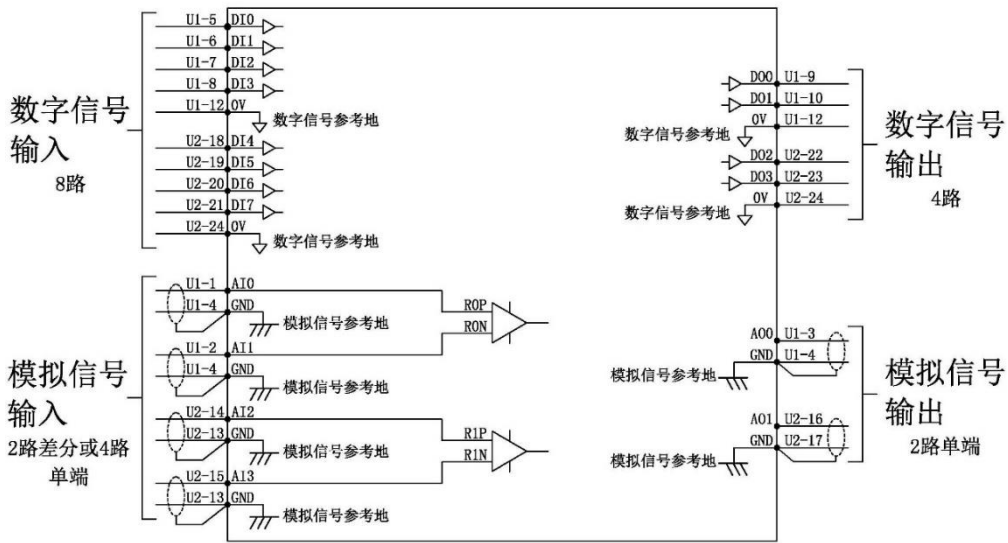 数字信号
输入
8路
U1-5 DI0
U1-6 DI1
U1-7 DI2
U1-8 DI3
U1-12 0V
数字信号参考地
U2-18 DI4
U2-19 DI5
U2-20 DI6
U2-21 DI7
U2-24 0V
数字信号参考地
模拟信号
输入
2路差分或4路
单端
U1-1 AI0
U1-4 GND
模拟信号参考地
U1-2 AI1
U1-4 GND
模拟信号参考地
R0P
R0N
U2-14 AI2
U2-13 GND
模拟信号参考地
U2-15 AI3
U2-13 GND
模拟信号参考地
R1P
R1N
DO0 U1-9
DO1 U1-10
0V U1-12
数字信号参考地
DO2 U2-22
DO3 U2-23
0V U2-24
数字信号参考地
数字信号
输出
4路
AO0 U1-3
GND U1-4
模拟信号参考地
AO1 U2-16
GND U2-17
模拟信号参考地
模拟信号
输出
2路单端